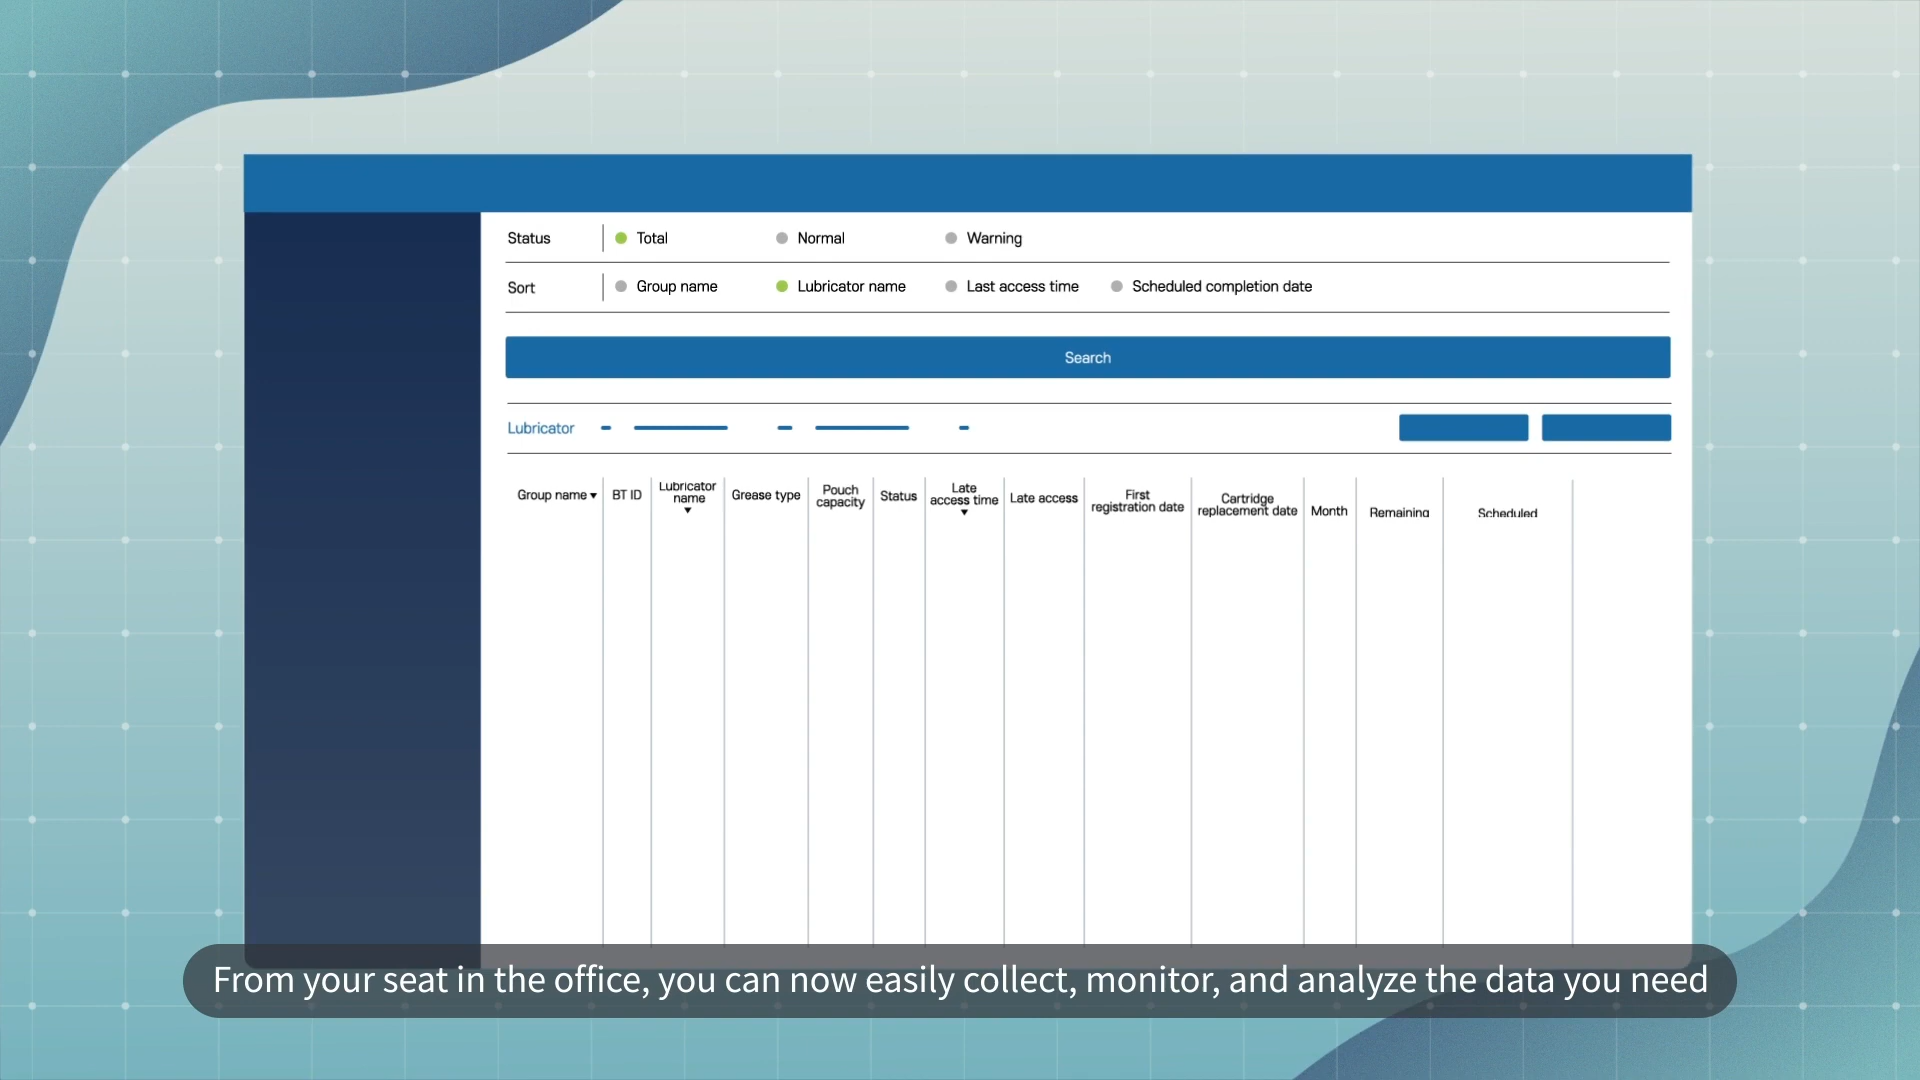 Status Total Normal Warning
Sort Group name Lubricator name Last access time Scheduled completion date
Search
Lubricator
Group name ▼
BT ID
Lubricator
name
▼
Grease type
Pouch
capacity
Status
Late
access time
▼
Late access
First
registration date
Cartridge
replacement date
Month
Remaining
Scheduled
From your seat in the office, you can now easily collect, monitor, and analyze the data you need